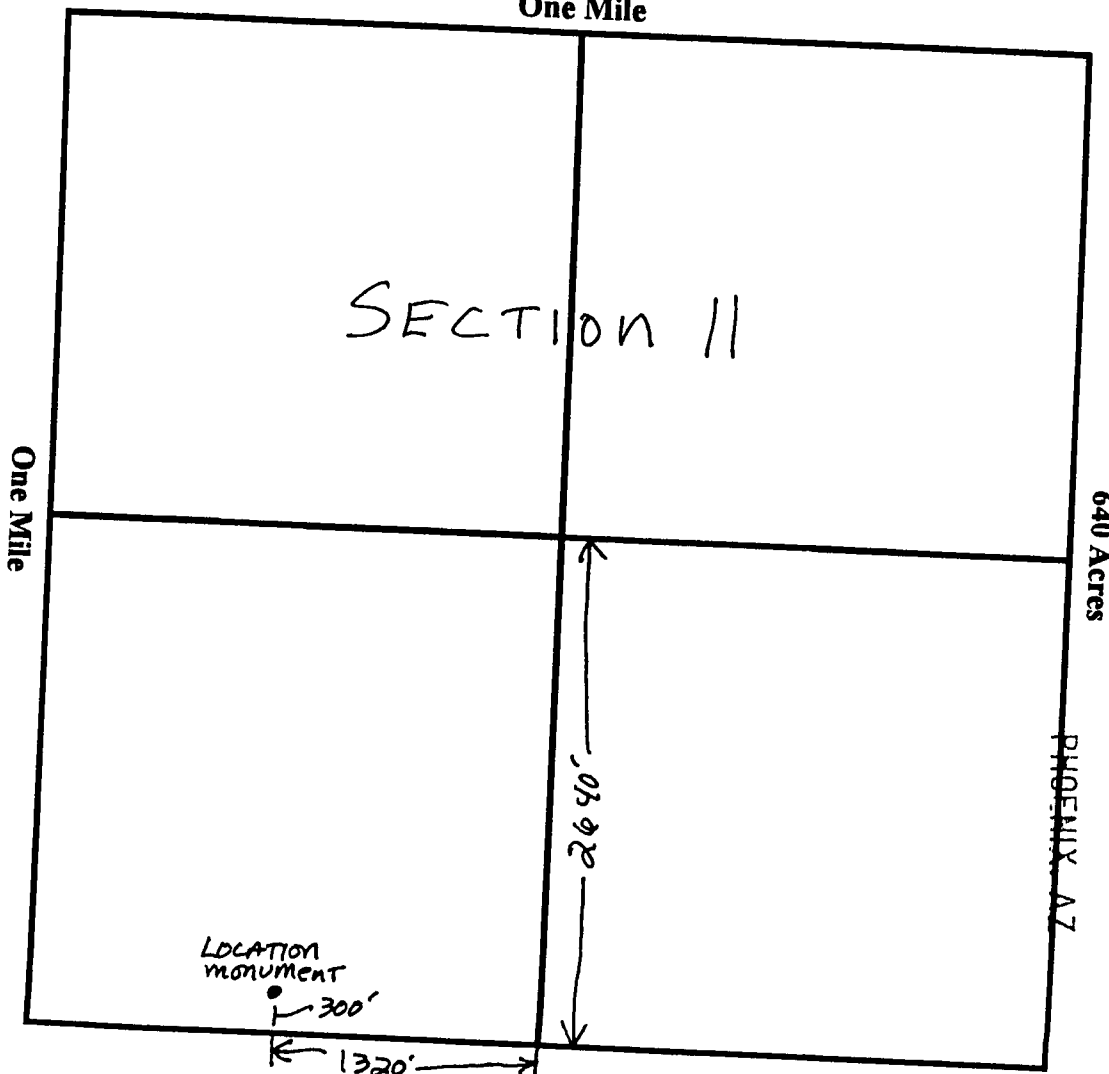 One Mile
SECTION 11
One Mile
640 Acres
2640'
PHOENIX, AZ
LOCATION
MONUMENT
300'
1320'